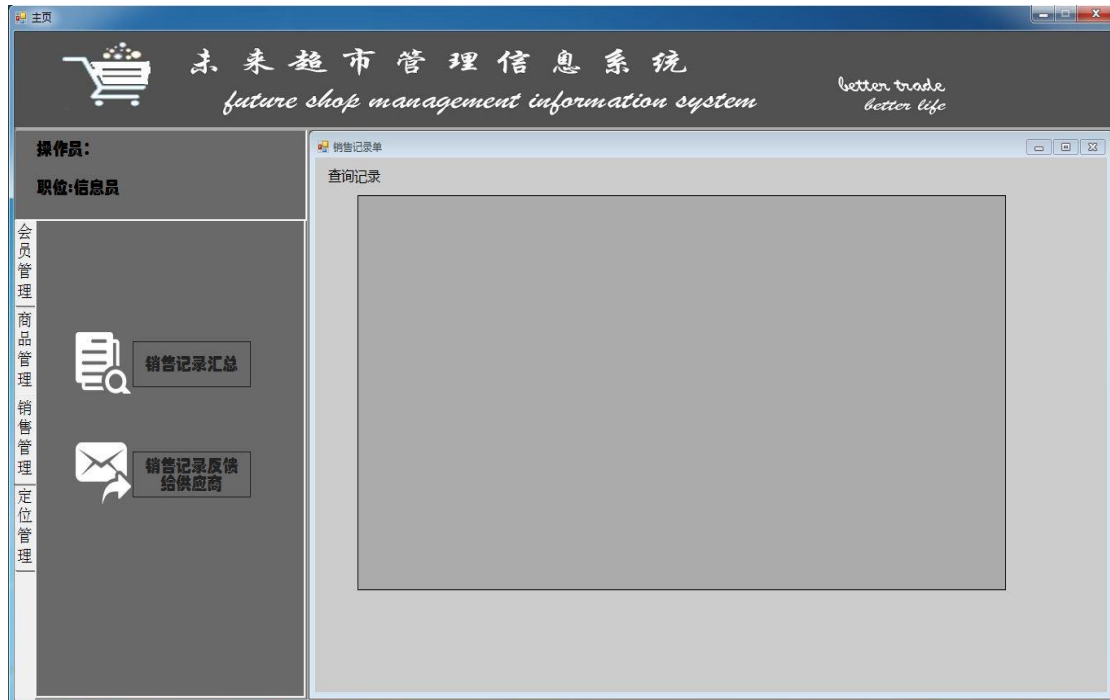 主页
未来超市管理信息系统
future shop management information system
better trade
better life
操作员：
职位:信息员
会员管理
商品管理
销售管理
定位管理
销售记录汇总
销售记录反馈
给供应商
销售记录单
查询记录